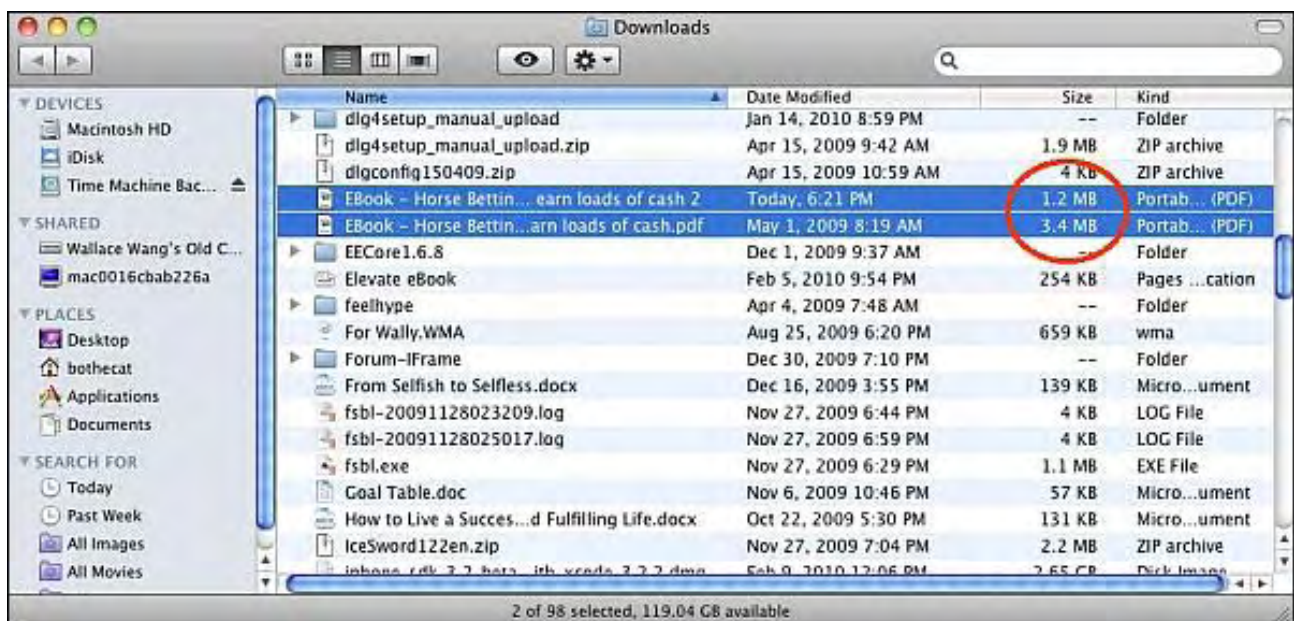 Downloads
DEVICES
Macintosh HD
iDisk
Time Machine Bac...
SHARED
Wallace Wang's Old C...
mac0016cbab226a
PLACES
Desktop
bothecat
Applications
Documents
SEARCH FOR
Today
Past Week
All Images
All Movies
Name Date Modified Size Kind
dlg4setup_manual_upload Jan 14, 2010 8:59 PM -- Folder
dlg4setup_manual_upload.zip Apr 15, 2009 9:42 AM 1.9 MB ZIP archive
dlgconfig150409.zip Apr 15, 2009 10:59 AM 4 KB ZIP archive
EBook – Horse Bettin... earn loads of cash 2 Today, 6:21 PM 1.2 MB Portab... (PDF)
EBook – Horse Bettin...arn loads of cash.pdf May 1, 2009 8:19 AM 3.4 MB Portab... (PDF)
EECore1.6.8 Dec 1, 2009 9:37 AM -- Folder
Elevate eBook Feb 5, 2010 9:54 PM 254 KB Pages ...cation
feelhype Apr 4, 2009 7:48 AM -- Folder
For Wally.WMA Aug 25, 2009 6:20 PM 659 KB wma
Forum-IFrame Dec 30, 2009 7:10 PM -- Folder
From Selfish to Selfless.docx Dec 16, 2009 3:55 PM 139 KB Micro...ument
fsbl-20091128023209.log Nov 27, 2009 6:44 PM 4 KB LOG File
fsbl-20091128025017.log Nov 27, 2009 6:59 PM 4 KB LOG File
fsbl.exe Nov 27, 2009 6:29 PM 1.1 MB EXE File
Goal Table.doc Nov 6, 2009 10:46 PM 57 KB Micro...ument
How to Live a Succes...d Fulfilling Life.docx Oct 22, 2009 5:30 PM 131 KB Micro...ument
IceSword122en.zip Nov 27, 2009 7:04 PM 2.2 MB ZIP archive
Feb 9, 2010 12:06 PM 2.65 GB Disk Image
2 of 98 selected, 119.04 GB available